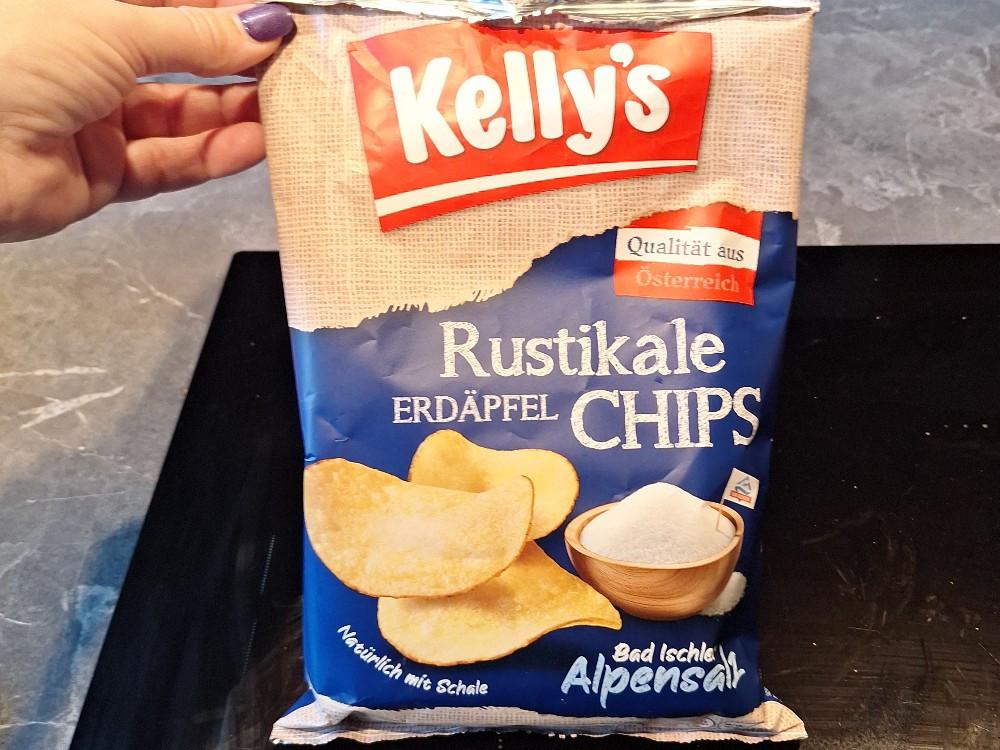 Kelly's
Qualität aus
Österreich
Rustikale
ERDÄPFEL CHIPS
Natürlich mit Schale
Bad Ischler
Alpensalz